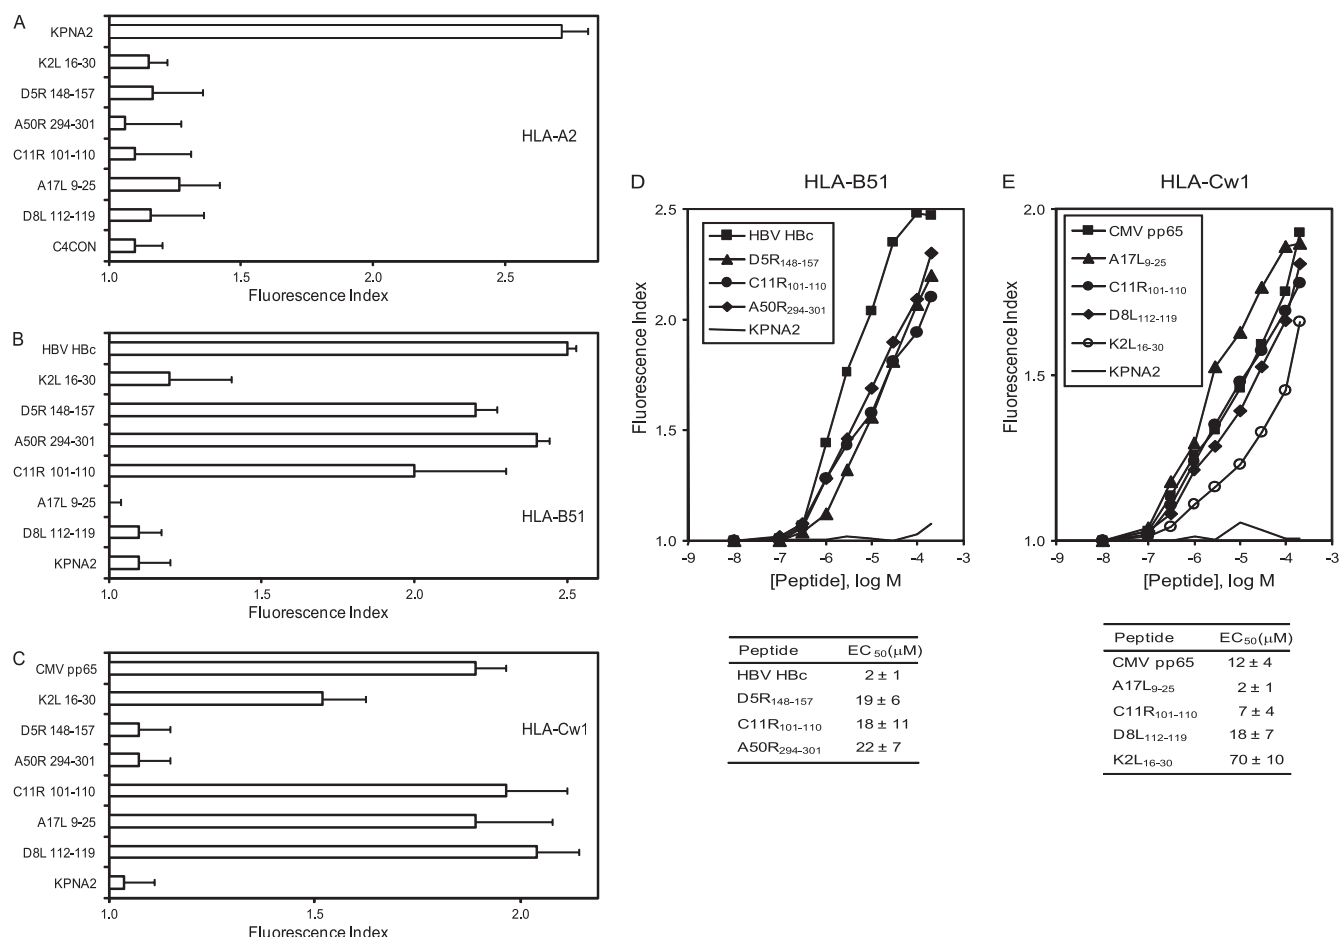 A
KPNA2
K2L 16-30
D5R 148-157
A50R 294-301
C11R 101-110
A17L 9-25
D8L 112-119
C4CON
HLA-A2
1.0 1.5 2.0 2.5
Fluorescence Index
B
HBV HBc
K2L 16-30
D5R 148-157
A50R 294-301
C11R 101-110
A17L 9-25
D8L 112-119
KPNA2
HLA-B51
1.0 1.5 2.0 2.5
Fluorescence Index
C
CMV pp65
K2L 16-30
D5R 148-157
A50R 294-301
C11R 101-110
A17L 9-25
D8L 112-119
KPNA2
HLA-Cw1
1.0 1.5 2.0
Fluorescence Index
D HLA-B51
2.5
2.0
1.5
1.0
Fluorescence Index
HBV HBc
D5R148-157
C11R101-110
A50R294-301
KPNA2
-9 -8 -7 -6 -5 -4 -3
[Peptide], log M
Peptide EC50(μM)
HBV HBc 2 ± 1
D5R148-157 19 ± 6
C11R101-110 18 ± 11
A50R294-301 22 ± 7
E HLA-Cw1
2.0
1.5
1.0
Fluorescence Index
CMV pp65
A17L9-25
C11R101-110
D8L112-119
K2L16-30
KPNA2
-9 -8 -7 -6 -5 -4 -3
[Peptide], log M
Peptide EC50(μM)
CMV pp65 12 ± 4
A17L9-25 2 ± 1
C11R101-110 7 ± 4
D8L112-119 18 ± 7
K2L16-30 70 ± 10